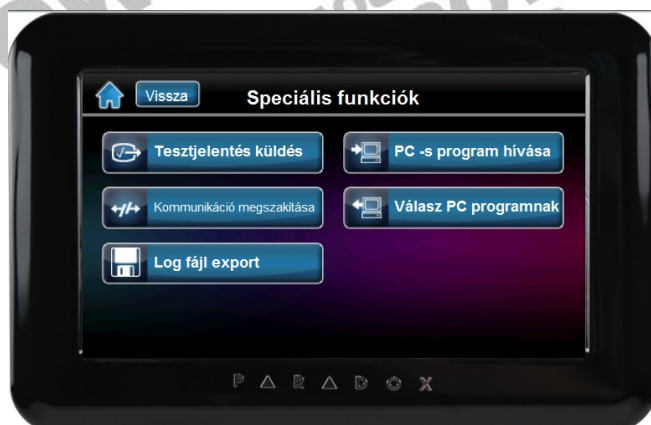 Vissza
Speciális funkciók
Tesztjelentés küldés
PC -s program hívása
Kommunikáció megszakítása
Válasz PC programnak
Log fájl export
PARADOX